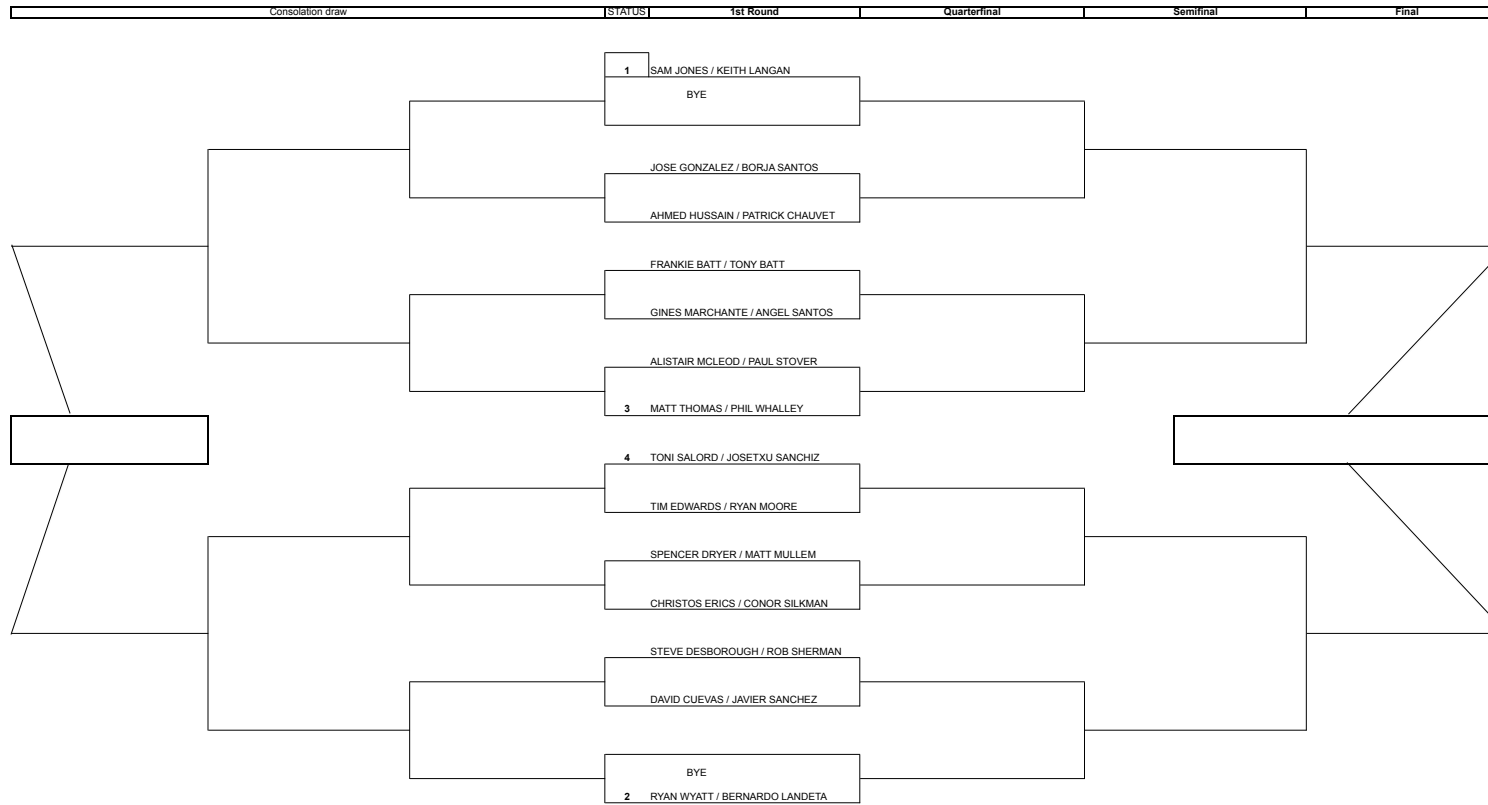 Consolation draw STATUS 1st Round Quarterfinal Semifinal Final
1 SAM JONES / KEITH LANGAN
BYE
JOSE GONZALEZ / BORJA SANTOS
AHMED HUSSAIN / PATRICK CHAUVET
FRANKIE BATT / TONY BATT
GINES MARCHANTE / ANGEL SANTOS
ALISTAIR MCLEOD / PAUL STOVER
3 MATT THOMAS / PHIL WHALLEY
4 TONI SALORD / JOSETXU SANCHIZ
TIM EDWARDS / RYAN MOORE
SPENCER DRYER / MATT MULLEM
CHRISTOS ERICS / CONOR SILKMAN
STEVE DESBOROUGH / ROB SHERMAN
DAVID CUEVAS / JAVIER SANCHEZ
BYE
2 RYAN WYATT / BERNARDO LANDETA